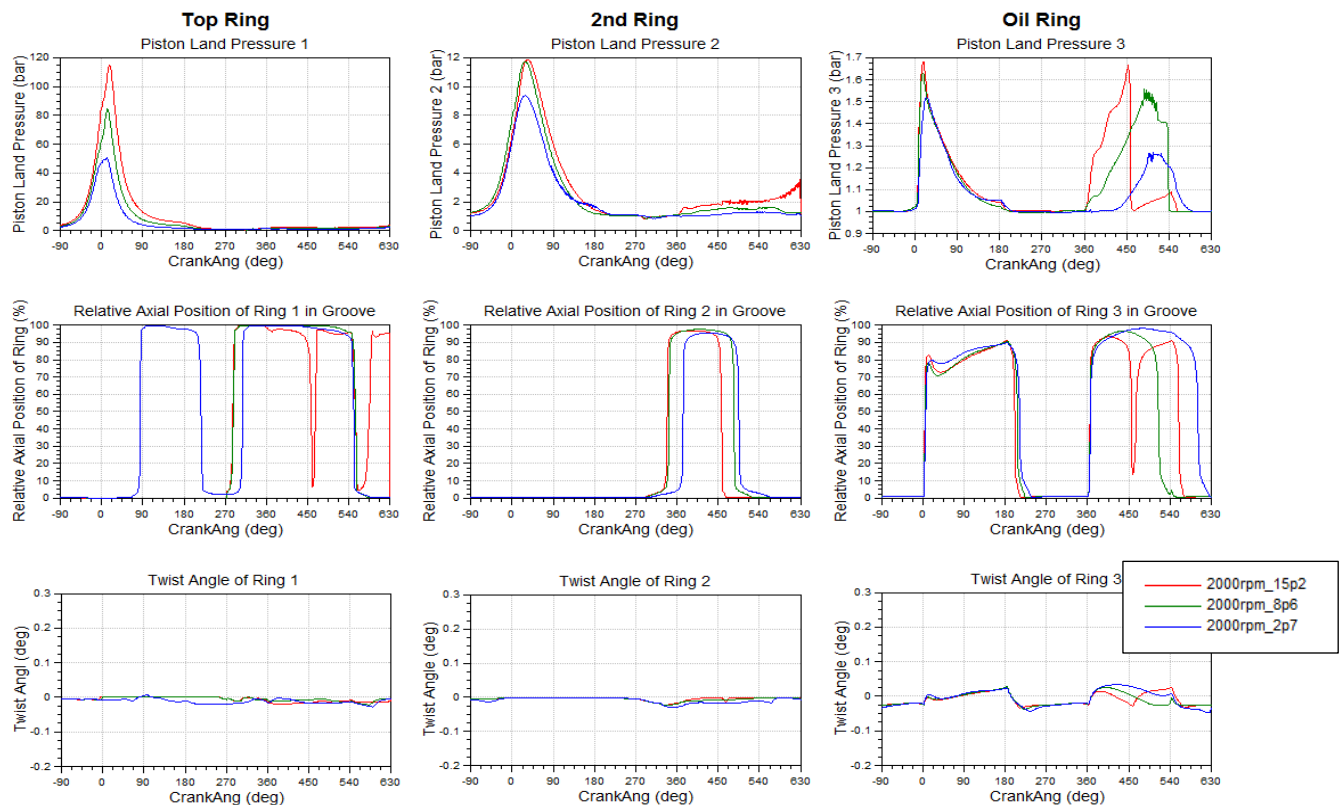 Top Ring
2nd Ring
Oil Ring
Piston Land Pressure 1
Piston Land Pressure 2
Piston Land Pressure 3
Piston Land Pressure (bar)
120
100
80
60
40
20
0
-90 0 90 180 270 360 450 540 630
CrankAng (deg)
Piston Land Pressure 2 (bar)
12
10
8
6
4
2
0
-90 0 90 180 270 360 450 540 630
CrankAng (deg)
Piston Land Pressure 3 (bar)
1.7
1.6
1.5
1.4
1.3
1.2
1.1
1
0.9
-90 0 90 180 270 360 450 540 630
CrankAng (deg)
Relative Axial Position of Ring 1 in Groove
Relative Axial Position of Ring 2 in Groove
Relative Axial Position of Ring 3 in Groove
Relative Axial Position of Ring (%)
100
90
80
70
60
50
40
30
20
10
0
-90 0 90 180 270 360 450 540 630
CrankAng (deg)
Relative Axial Position of Ring (%)
100
90
80
70
60
50
40
30
20
10
0
-90 0 90 180 270 360 450 540 630
CrankAng (deg)
Relative Axial Position of Ring (%)
100
90
80
70
60
50
40
30
20
10
0
-90 0 90 180 270 360 450 540 630
CrankAng (deg)
Twist Angle of Ring 1
Twist Angle of Ring 2
Twist Angle of Ring 3
Twist Angl (deg)
0.3
0.2
0.1
0
-0.1
-0.2
-90 0 90 180 270 360 450 540 630
CrankAng (deg)
Twist Angle (deg)
0.3
0.2
0.1
0
-0.1
-0.2
-90 0 90 180 270 360 450 540 630
CrankAng (deg)
Twist Angle (deg)
0.3
0.2
0.1
0
-0.1
-0.2
-90 0 90 180 270 360 450 540 630
CrankAng (deg)
2000rpm_15p2
2000rpm_8p6
2000rpm_2p7